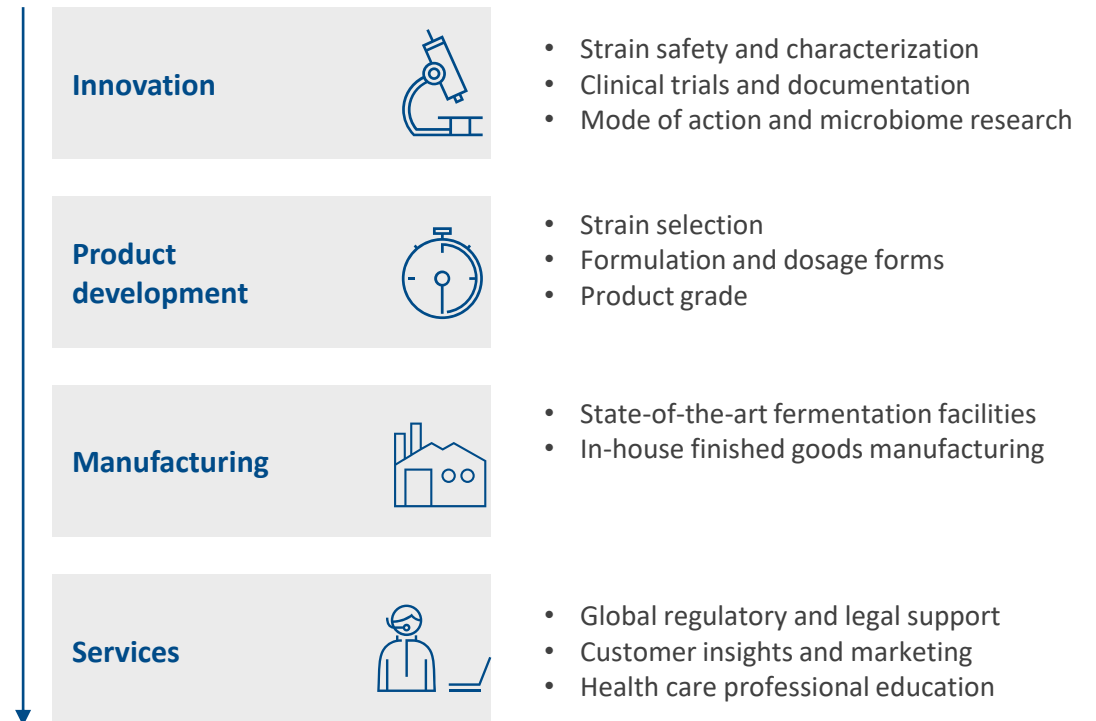 Innovation
• Strain safety and characterization
• Clinical trials and documentation
• Mode of action and microbiome research
Product
development
• Strain selection
• Formulation and dosage forms
• Product grade
Manufacturing
• State-of-the-art fermentation facilities
• In-house finished goods manufacturing
Services
• Global regulatory and legal support
• Customer insights and marketing
• Health care professional education